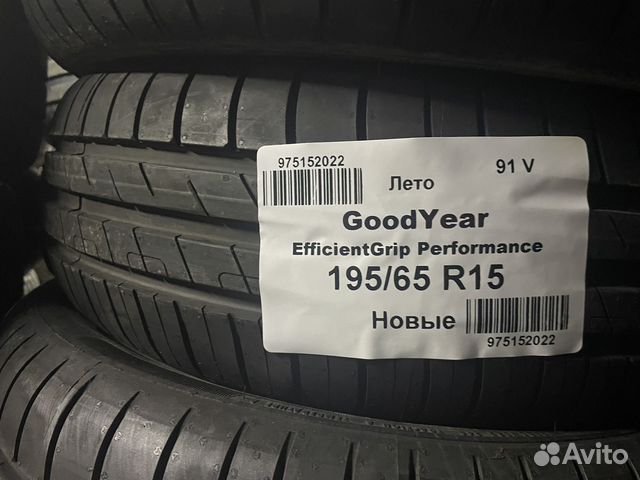 975152022
Лето
91 V
GoodYear
EfficientGrip Performance
195/65 R15
Новые
975152022
Avito